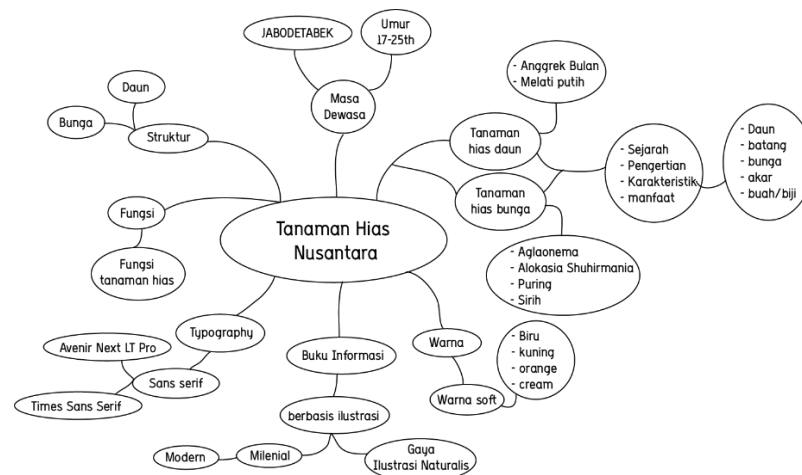 JABODETABEK
Umur
17-25th
Masa
Dewasa
Daun
Bunga
Struktur
- Anggrek Bulan
- Melati putih
Tanaman
hias daun
Tanaman
hias bunga
- Sejarah
- Pengertian
- Karakteristik
- manfaat
- Daun
- batang
- bunga
- akar
- buah/biji
Fungsi
Fungsi
tanaman hias
Tanaman Hias
Nusantara
- Aglaonema
- Alokasia Shuhirmania
- Puring
- Sirih
Typography
Avenir Next LT Pro
Sans serif
Times Sans Serif
Buku Informasi
berbasis ilustrasi
Milenial
Modern
Gaya
Ilustrasi Naturalis
Warna
Warna soft
- Biru
- kuning
- orange
- cream